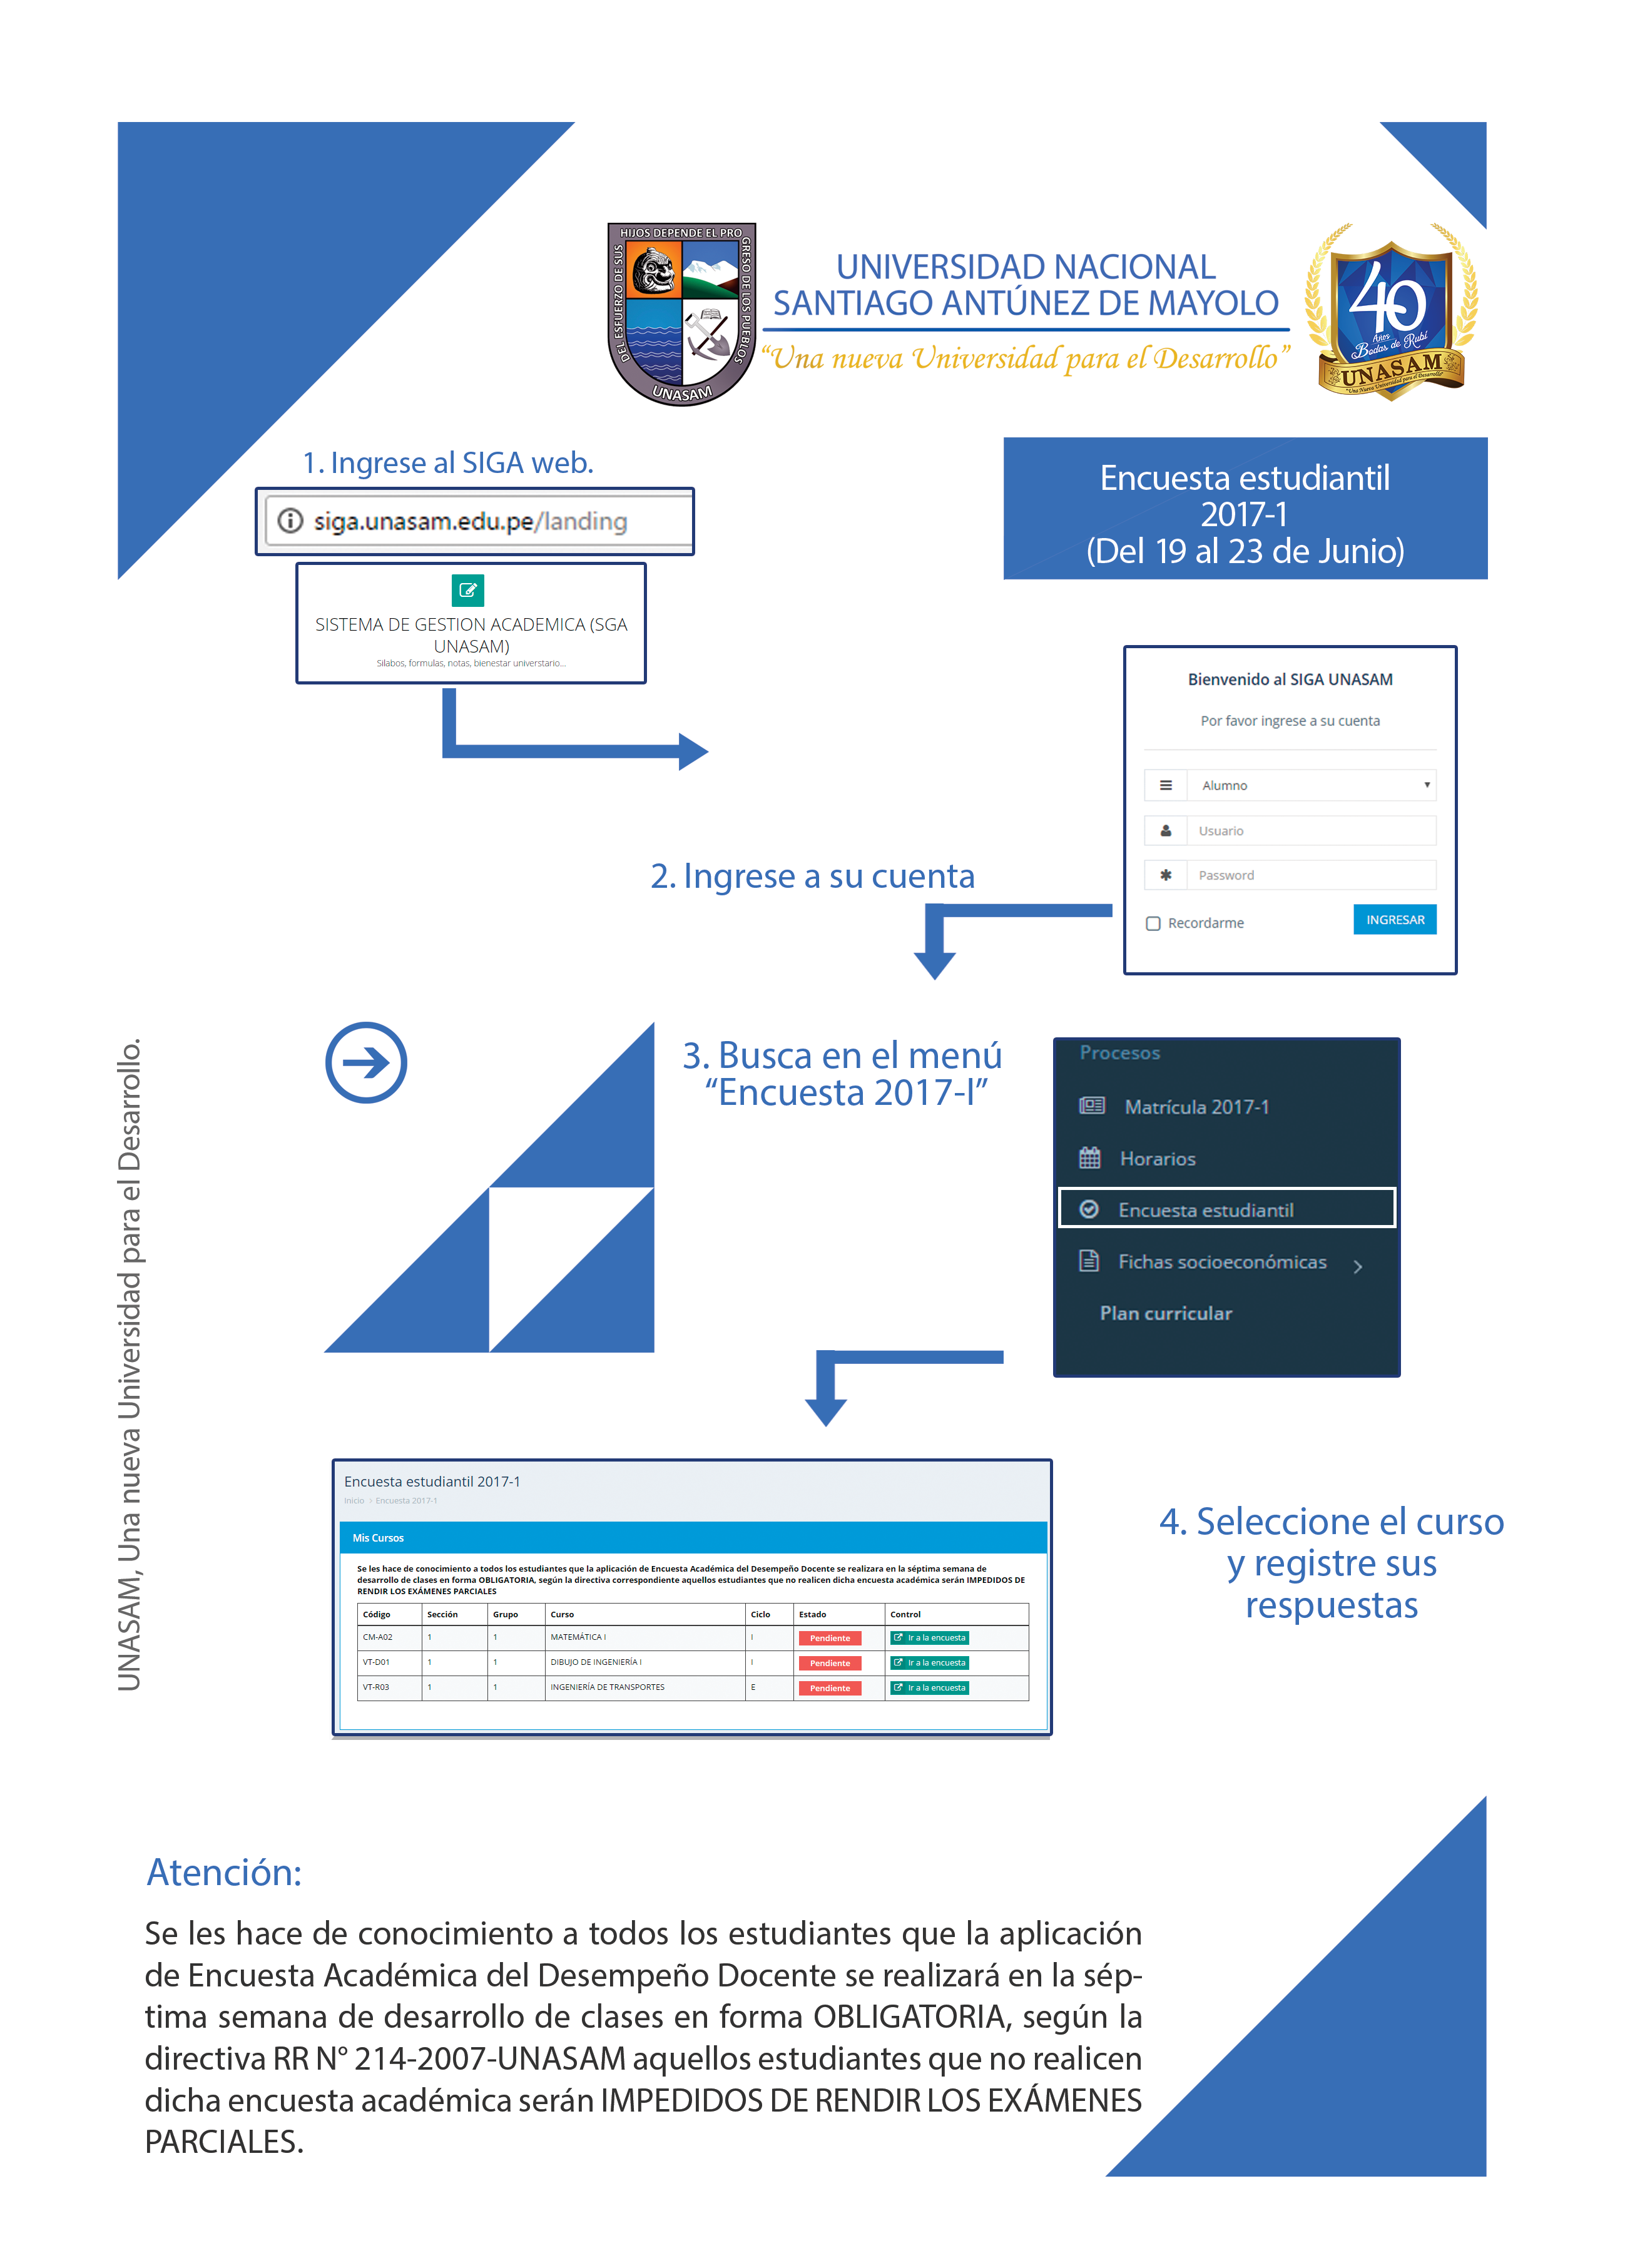 HIJOS DEPENDE EL PRO
GRESO DE LOS PUEBLOS
DEL ESFUERZO DE SUS
UNASAM
UNIVERSIDAD NACIONAL
SANTIAGO ANTÚNEZ DE MAYOLO
“Una nueva Universidad para el Desarrollo”
40
Años
Bodas de Rubí
UNASAM
"Una Nueva Universidad para el Desarrollo"
1. Ingrese al SIGA web.
siga.unasam.edu.pe/landing
SISTEMA DE GESTION ACADEMICA (SGA
UNASAM)
Silabos, formulas, notas, bienestar universtario...
Encuesta estudiantil
2017-1
(Del 19 al 23 de Junio)
Bienvenido al SIGA UNASAM
Por favor ingrese a su cuenta
Alumno
Usuario
Password
Recordarme
INGRESAR
2. Ingrese a su cuenta
3. Busca en el menú
“Encuesta 2017-I”
Procesos
Matrícula 2017-1
Horarios
Encuesta estudiantil
Fichas socioeconómicas
Plan curricular
UNASAM, Una nueva Universidad para el Desarrollo.
Encuesta estudiantil 2017-1
Inicio > Encuesta 2017-1
Mis Cursos
Se les hace de conocimiento a todos los estudiantes que la aplicación de Encuesta Académica del Desempeño Docente se realizara en la séptima semana de
desarrollo de clases en forma OBLIGATORIA, según la directiva correspondiente aquellos estudiantes que no realicen dicha encuesta académica serán IMPEDIDOS DE
RENDIR LOS EXÁMENES PARCIALES
Código Sección Grupo Curso Ciclo Estado Control
CM-A02 1 1 MATEMÁTICA I I Pendiente Ir a la encuesta
VT-D01 1 1 DIBUJO DE INGENIERÍA I I Pendiente Ir a la encuesta
VT-R03 1 1 INGENIERÍA DE TRANSPORTES E Pendiente Ir a la encuesta
4. Seleccione el curso
y registre sus
respuestas
Atención:
Se les hace de conocimiento a todos los estudiantes que la aplicación
de Encuesta Académica del Desempeño Docente se realizará en la sép-
tima semana de desarrollo de clases en forma OBLIGATORIA, según la
directiva RR N° 214-2007-UNASAM aquellos estudiantes que no realicen
dicha encuesta académica serán IMPEDIDOS DE RENDIR LOS EXÁMENES
PARCIALES.